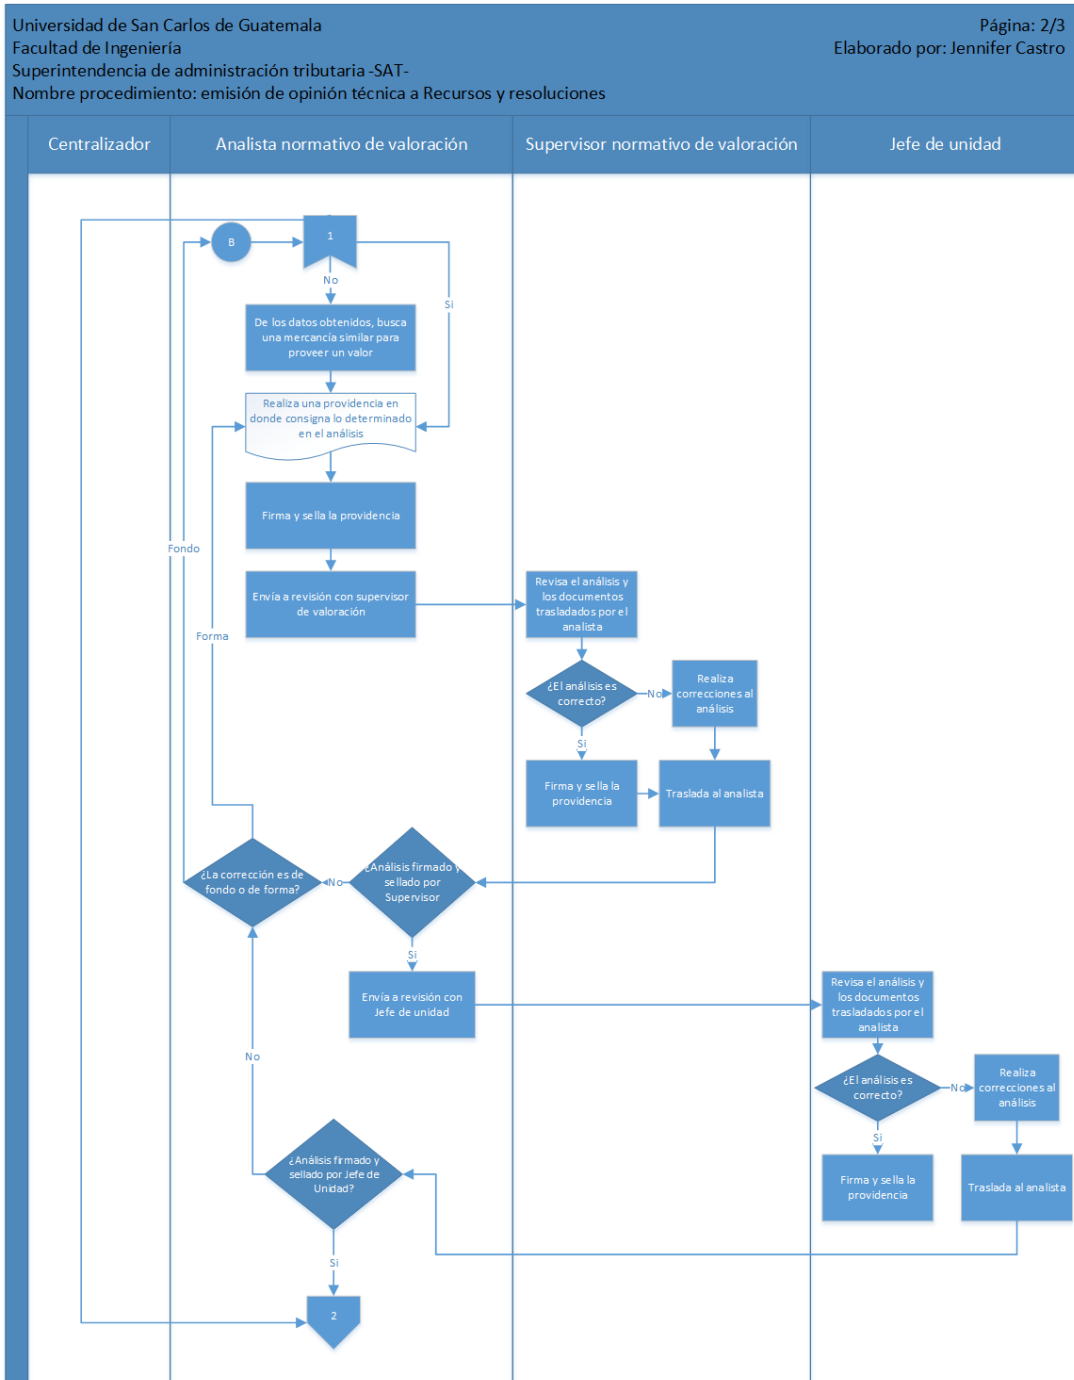 Universidad de San Carlos de Guatemala
Facultad de Ingeniería
Superintendencia de administración tributaria -SAT-
Nombre procedimiento: emisión de opinión técnica a Recursos y resoluciones
Página: 2/3
Elaborado por: Jennifer Castro
Centralizador
Analista normativo de valoración
Supervisor normativo de valoración
Jefe de unidad
B
1
No
Si
De los datos obtenidos, busca
una mercancía similar para
proveer un valor
Realiza una providencia en
donde consigna lo determinado
en el análisis
Firma y sella la providencia
Fondo
Envía a revisión con supervisor
de valoración
Revisa el análisis y
los documentos
trasladados por el
analista
Forma
¿El análisis es
correcto?
No
Realiza
correcciones al
análisis
Si
Firma y sella la
providencia
Traslada al analista
¿La corrección es de
fondo o de forma?
No
¿Análisis firmado y
sellado por
Supervisor
Si
Envía a revisión con
Jefe de unidad
Revisa el análisis y
los documentos
trasladados por el
analista
No
¿El análisis es
correcto?
No
Realiza
correcciones al
análisis
Si
¿Análisis firmado y
sellado por Jefe de
Unidad?
Firma y sella la
providencia
Traslada al analista
Si
2